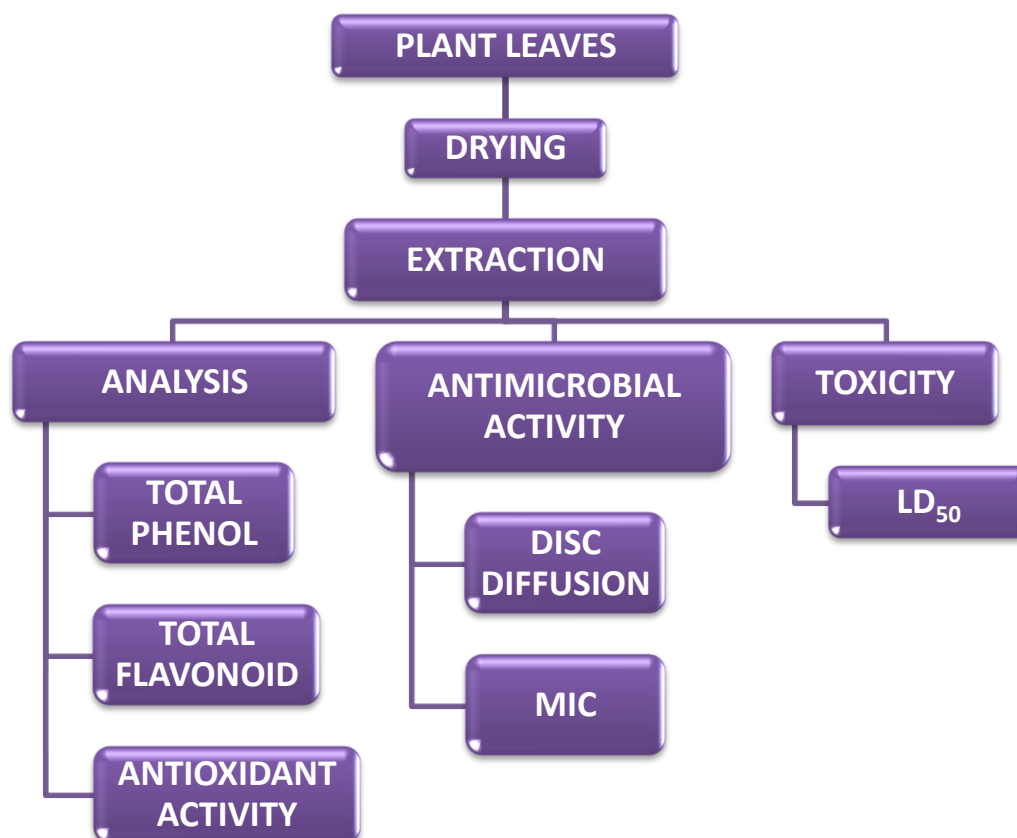 PLANT LEAVES
DRYING
EXTRACTION
ANALYSIS
TOTAL
PHENOL
TOTAL
FLAVONOID
ANTIOXIDANT
ACTIVITY
ANTIMICROBIAL
ACTIVITY
DISC
DIFFUSION
MIC
TOXICITY
LD₅₀